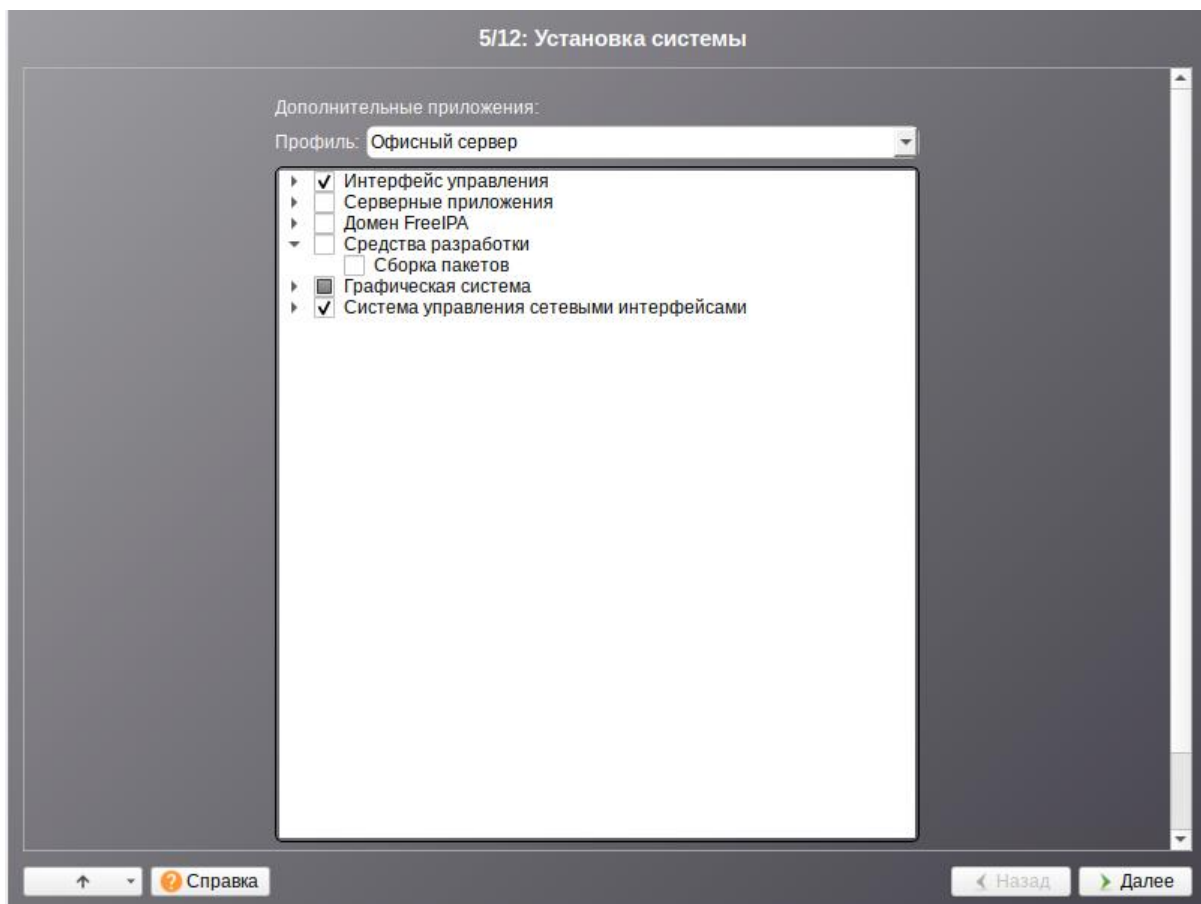 5/12: Установка системы
Дополнительные приложения:
Профиль: Офисный сервер
Интерфейс управления
Серверные приложения
Домен FreeIPA
Средства разработки
Сборка пакетов
Графическая система
Система управления сетевыми интерфейсами
Справка
Назад
Далее